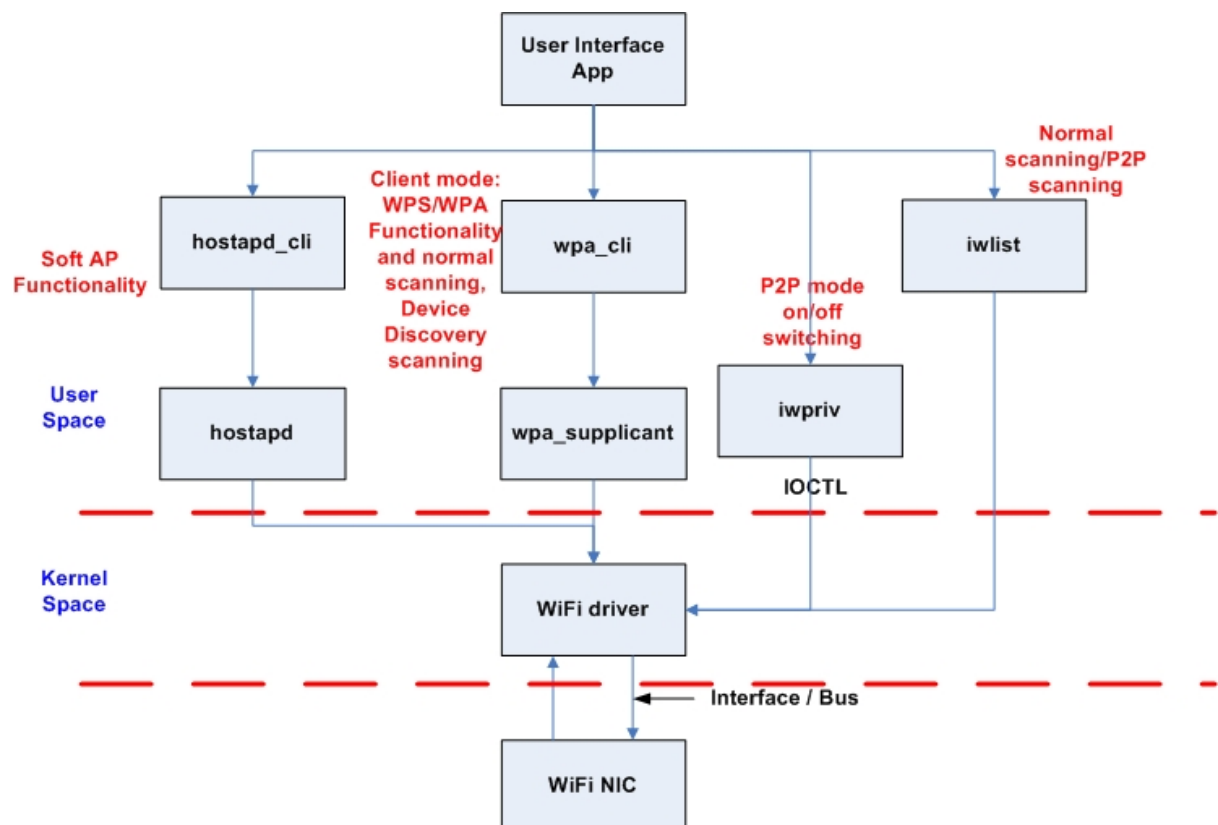 User Interface
App
Normal
scanning/P2P
scanning
Client mode:
WPS/WPA
Functionality
and normal
scanning,
Device
Discovery
scanning
hostapd_cli
wpa_cli
iwlist
Soft AP
Functionality
P2P mode
on/off
switching
User
Space
hostapd
wpa_supplicant
iwpriv
IOCTL
Kernel
Space
WiFi driver
Interface / Bus
WiFi NIC